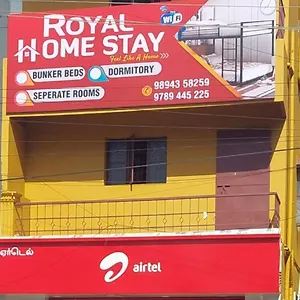 ROYAL
HOME STAY
Wi Fi
Feel Like A Home
BUNKER BEDS
DORMITORY
SEPERATE ROOMS
98943 58259
9789 445 225
ஏர்டெல்
airtel